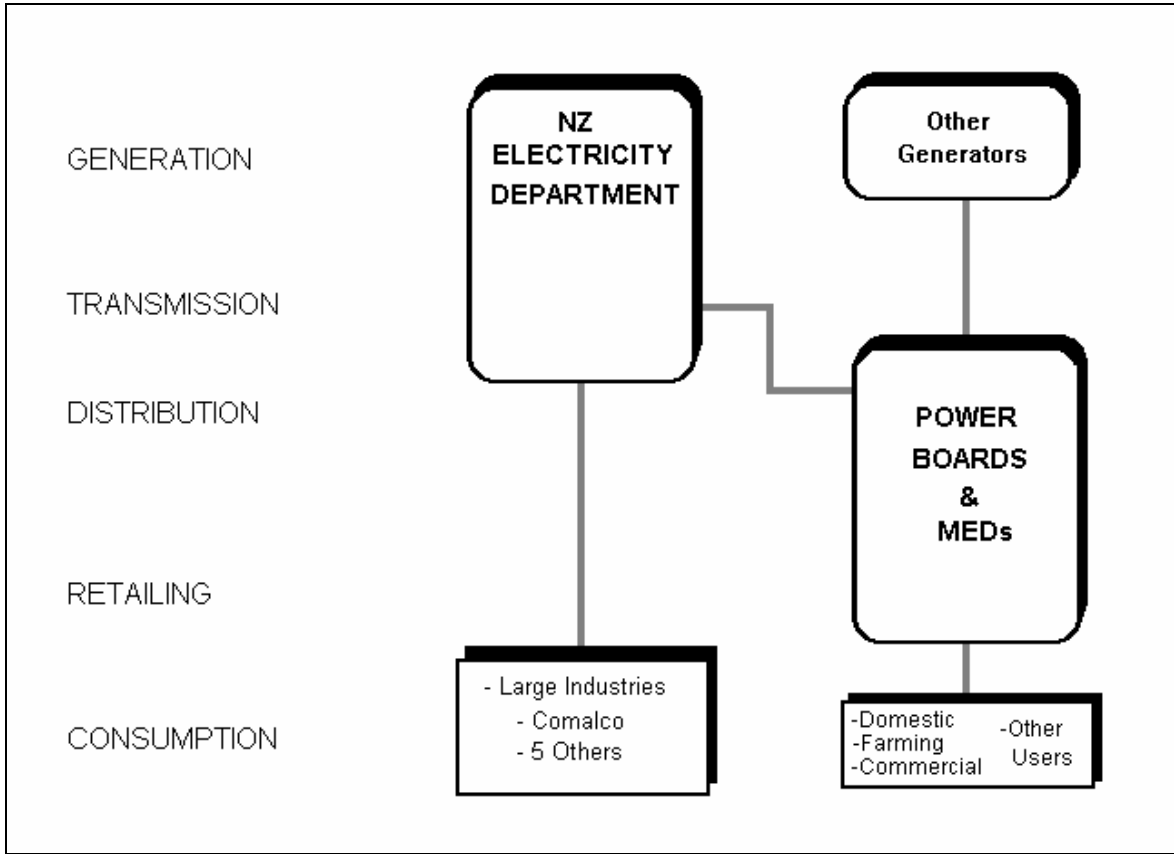 GENERATION
TRANSMISSION
DISTRIBUTION
RETAILING
CONSUMPTION
NZ
ELECTRICITY
DEPARTMENT
Other
Generators
POWER
BOARDS
&
MEDs
- Large Industries
- Comalco
- 5 Others
-Domestic
-Farming
-Commercial
-Other
Users